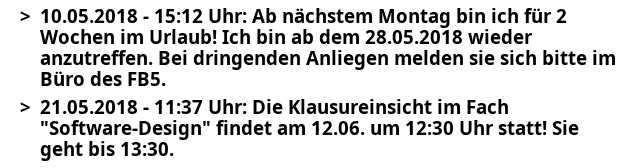 > 10.05.2018 - 15:12 Uhr: Ab nächstem Montag bin ich für 2
Wochen im Urlaub! Ich bin ab dem 28.05.2018 wieder
anzutreffen. Bei dringenden Anliegen melden sie sich bitte im
Büro des FB5.
> 21.05.2018 - 11:37 Uhr: Die Klausureinsicht im Fach
"Software-Design" findet am 12.06. um 12:30 Uhr statt! Sie
geht bis 13:30.